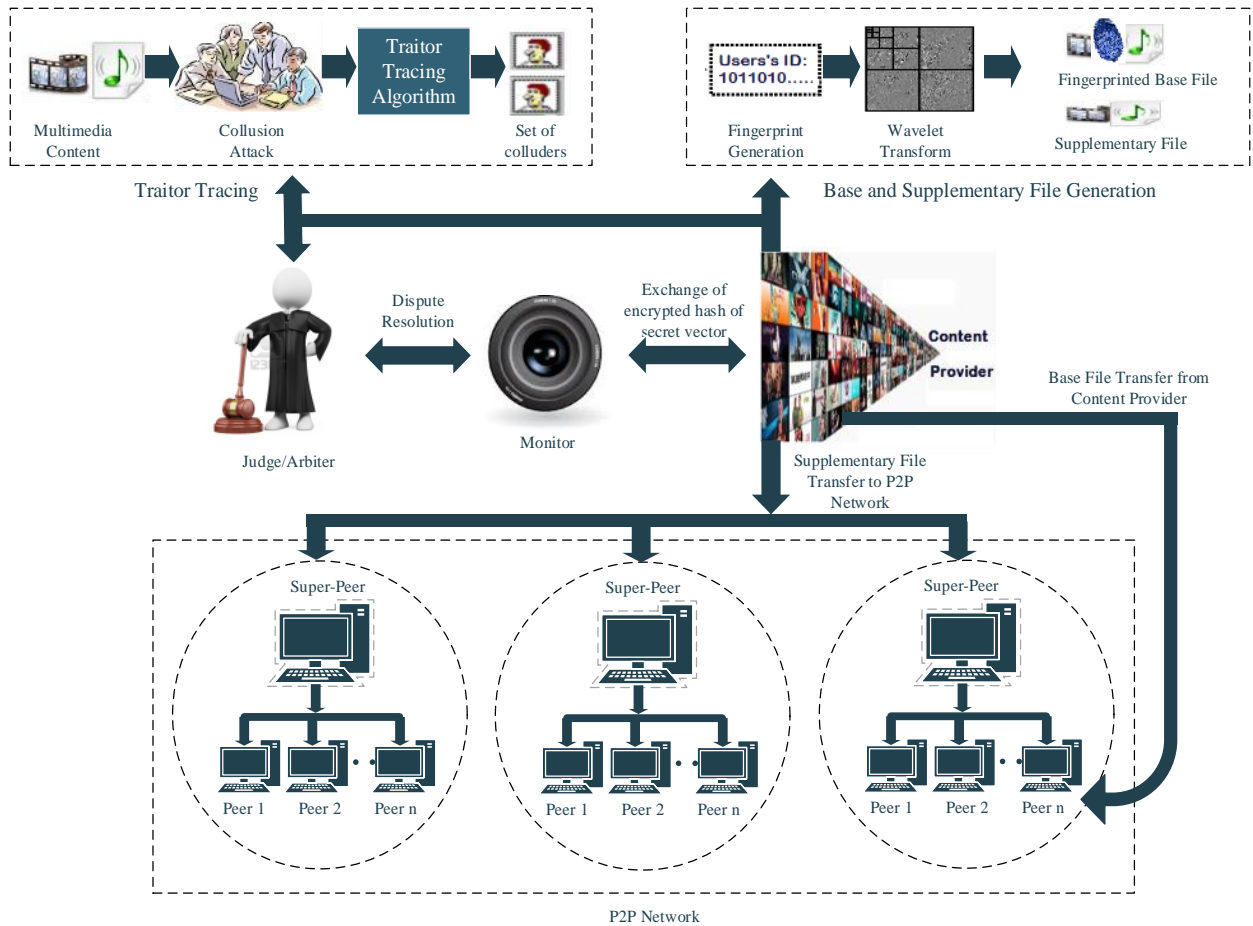 Traitor
Tracing
Algorithm
Multimedia
Content
Collusion
Attack
Set of
colluders
Traitor Tracing
Users's ID:
1011010.....
Fingerprint
Generation
Wavelet
Transform
Fingerprinted Base File
Supplementary File
Base and Supplementary File Generation
Dispute
Resolution
Exchange of
encrypted hash of
secret vector
Content
Provider
Judge/Arbiter
Monitor
Base File Transfer from
Content Provider
Supplementary File
Transfer to P2P
Network
Super-Peer
Peer 1
Peer 2
Peer n
Super-Peer
Peer 1
Peer 2
Peer n
Super-Peer
Peer 1
Peer 2
Peer n
P2P Network